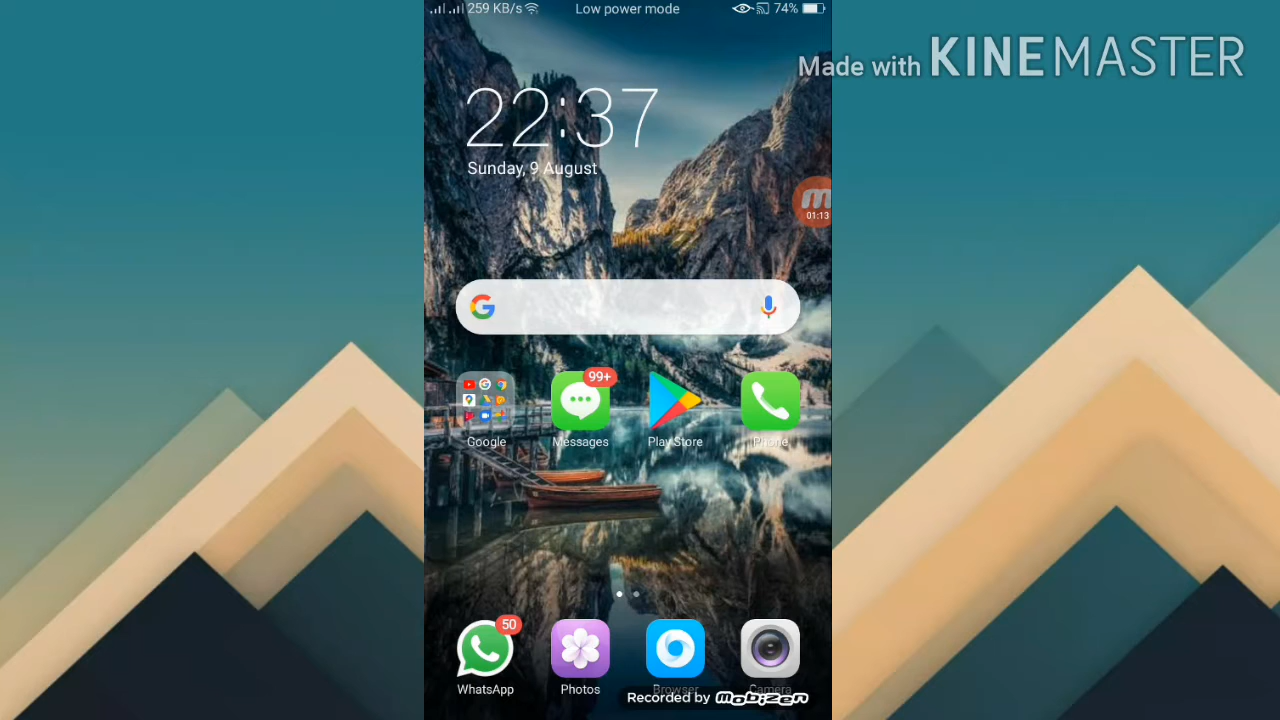 259 KB/s Low power mode 74%
Made with KINEMASTER
22:37
Sunday, 9 August
01:13
99+
Google Messages Play Store Phone
50
WhatsApp Photos Browser Camera
Recorded by mobizen